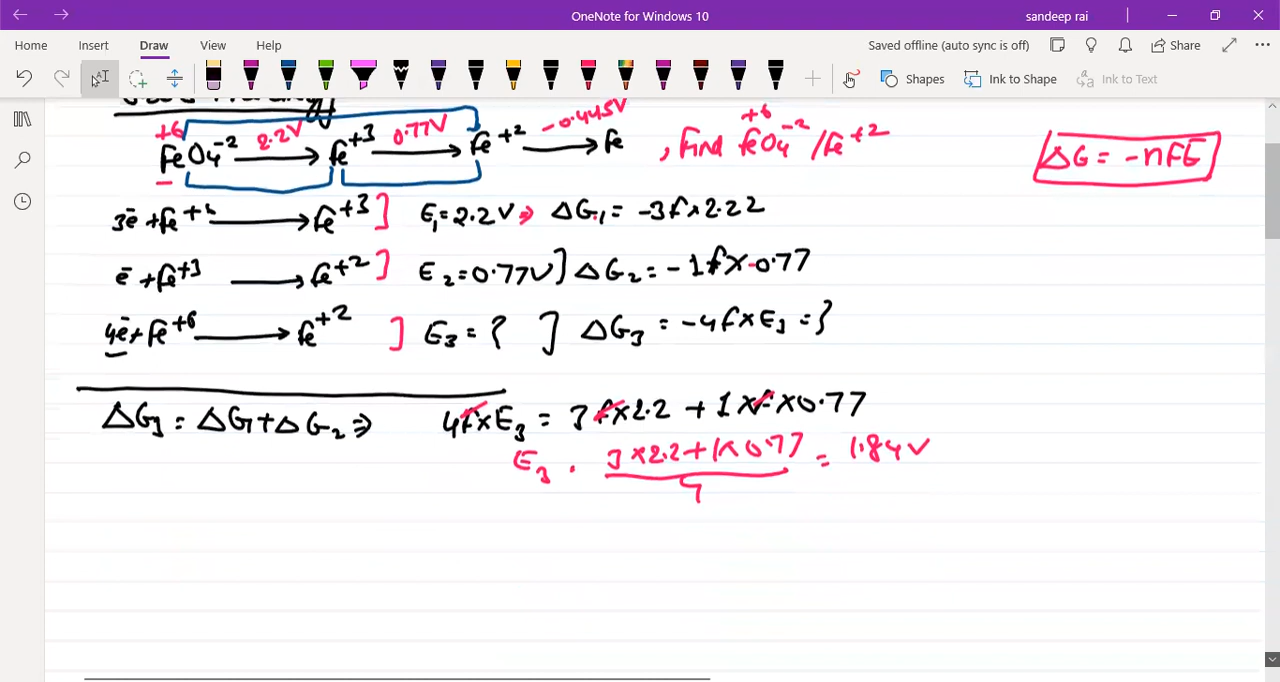 OneNote for Windows 10
sandeep rai
Home Insert Draw View Help
Saved offline (auto sync is off) Share
Shapes Ink to Shape Ink to Text
+6 2.2V 0.77V -0.445V
FeO4⁻² ⟶ Fe⁺³ ⟶ Fe⁺² ⟶ Fe , Find +6 FeO4⁻²/Fe⁺²
ΔG = -nFE
3e⁻ + Fe⁺⁶ ⟶ Fe⁺³ ] E₁ = 2.2V ⇒ ΔG₁ = -3F×2.22
e⁻ + Fe⁺³ ⟶ Fe⁺² ] E₂ = 0.77V ] ΔG₂ = -1F×-0.77
4e⁻ + Fe⁺⁶ ⟶ Fe⁺² ] E₃ = ? ] ΔG₃ = -4F×E₃ = ?
ΔG₃ = ΔG + ΔG₂ ⇒ 4F×E₃ = 3F×2.2 + 1×F×0.77
E₃ = 3×2.2+1×0.77 / 4 = 1.84V